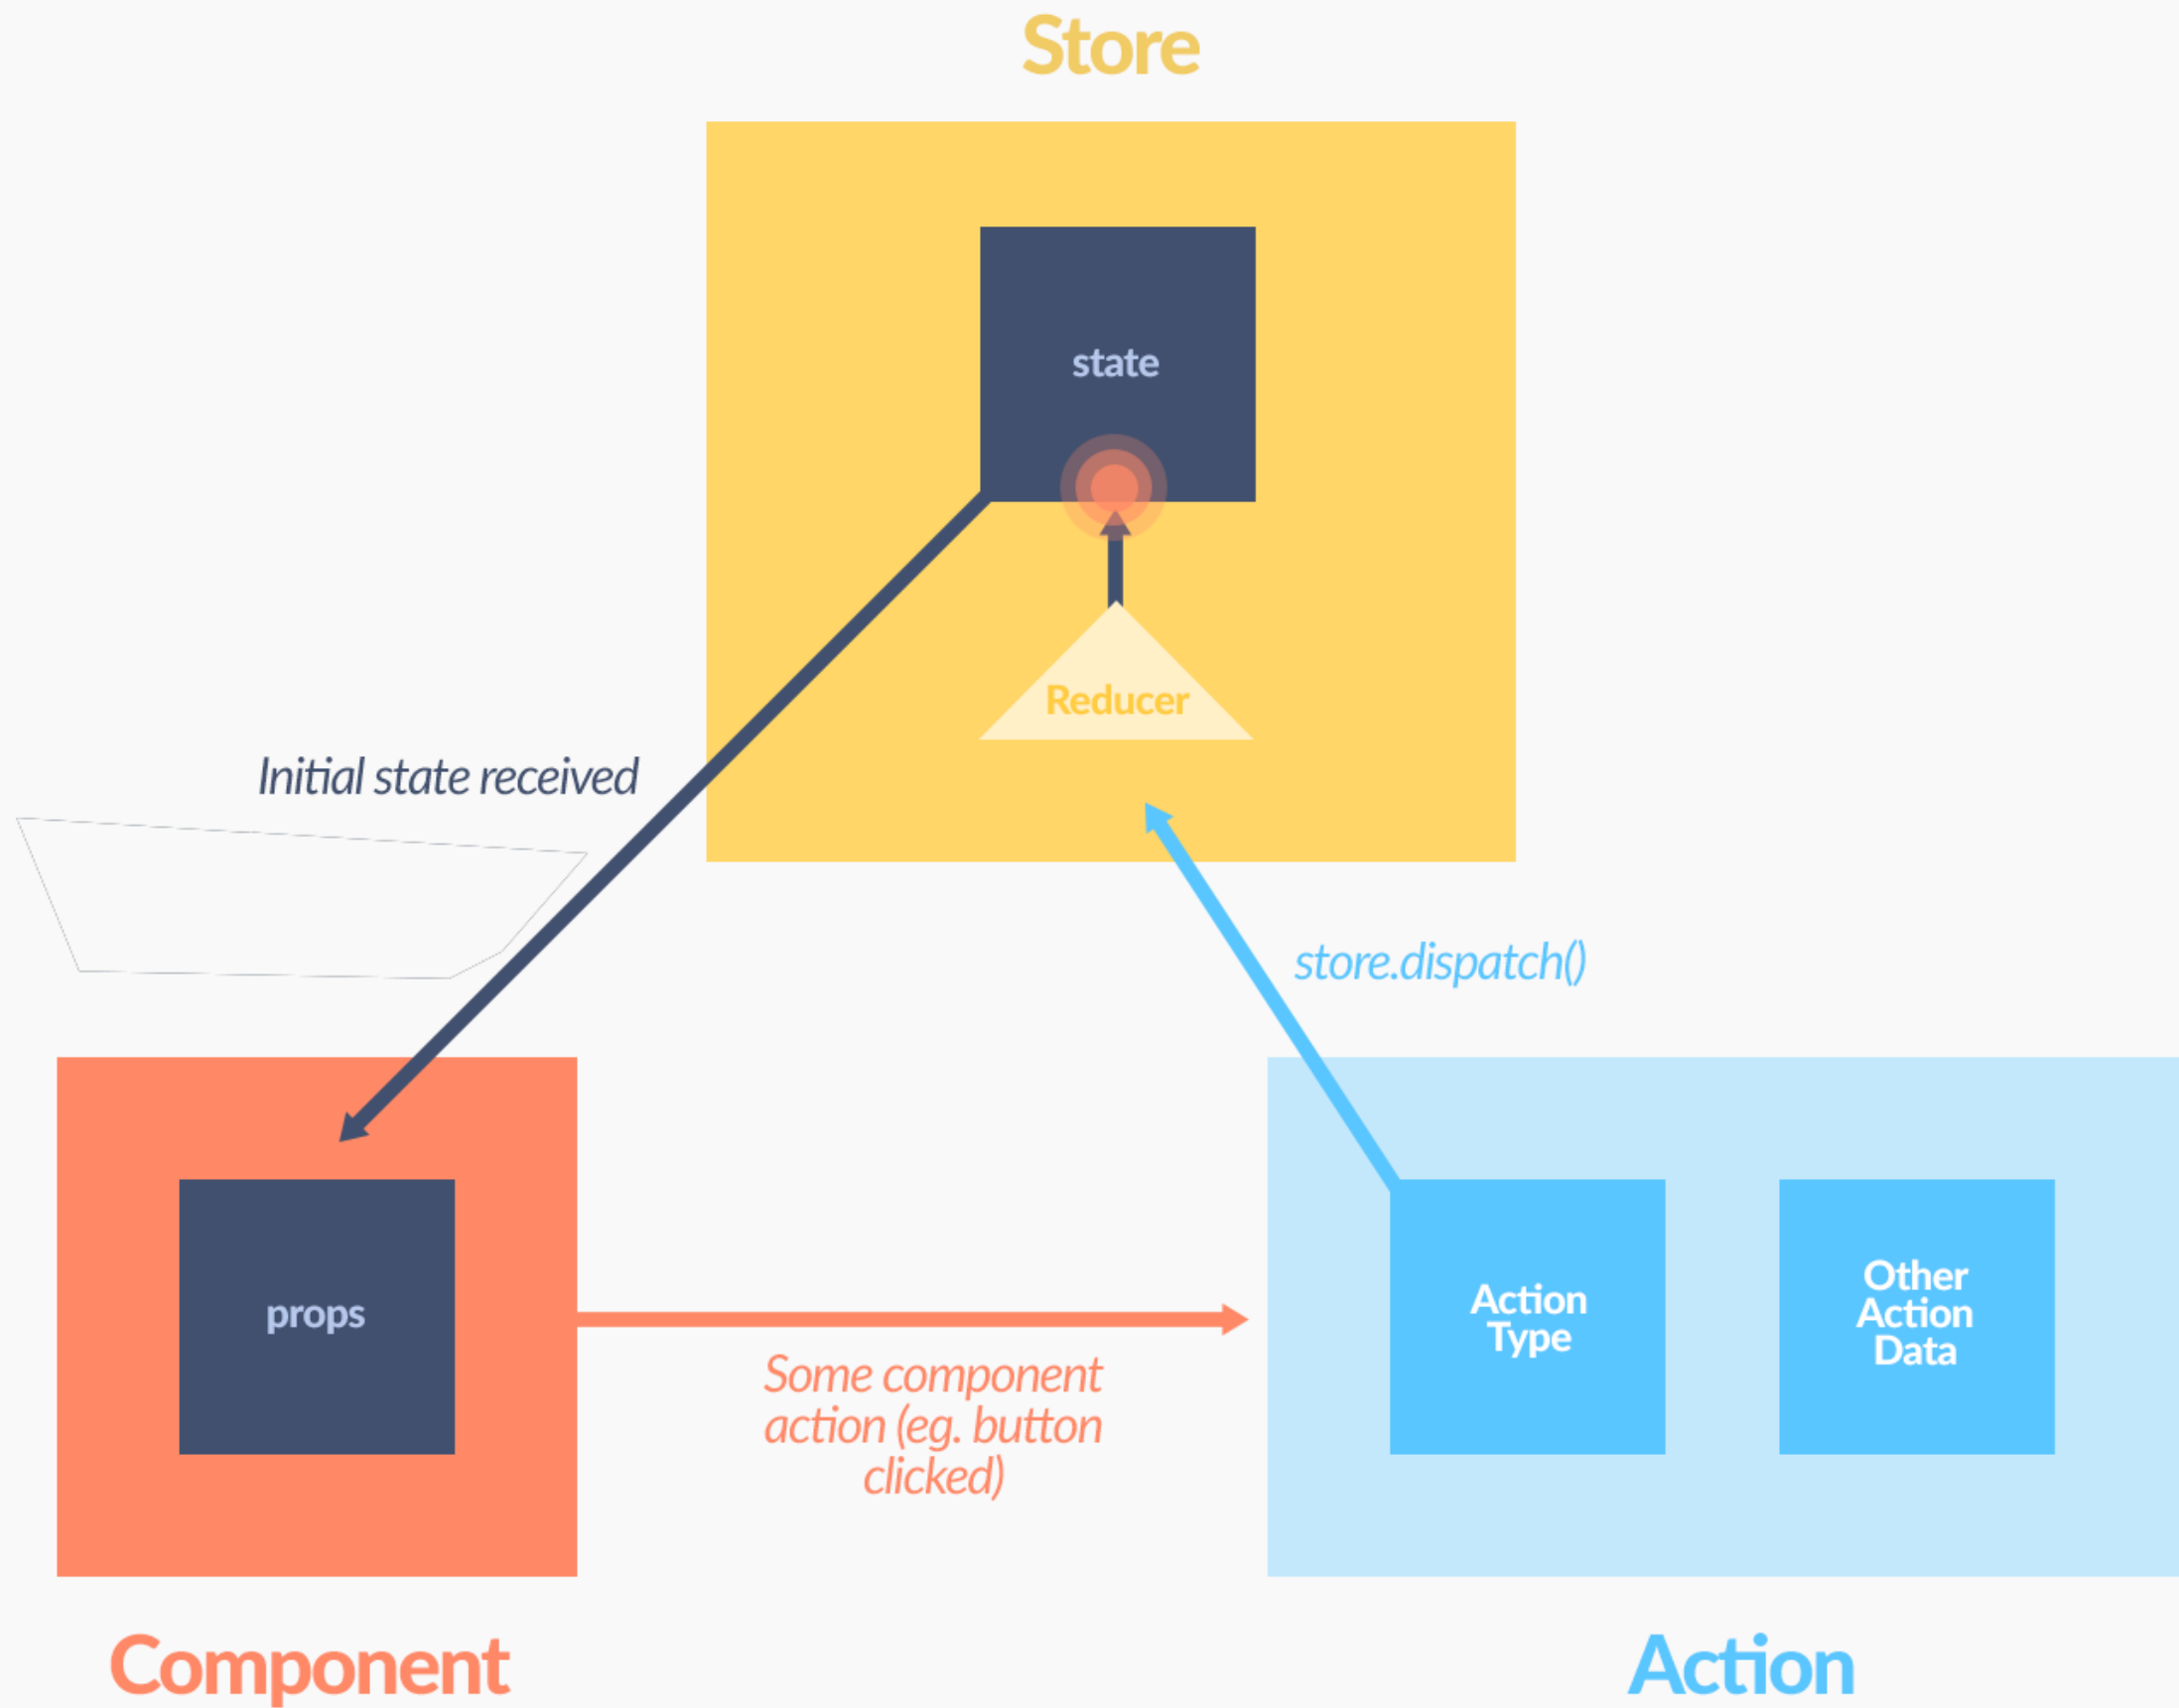 Store
state
Reducer
Initial state received
store.dispatch()
props
Some component
action (eg. button
clicked)
Action
Type
Other
Action
Data
Component
Action